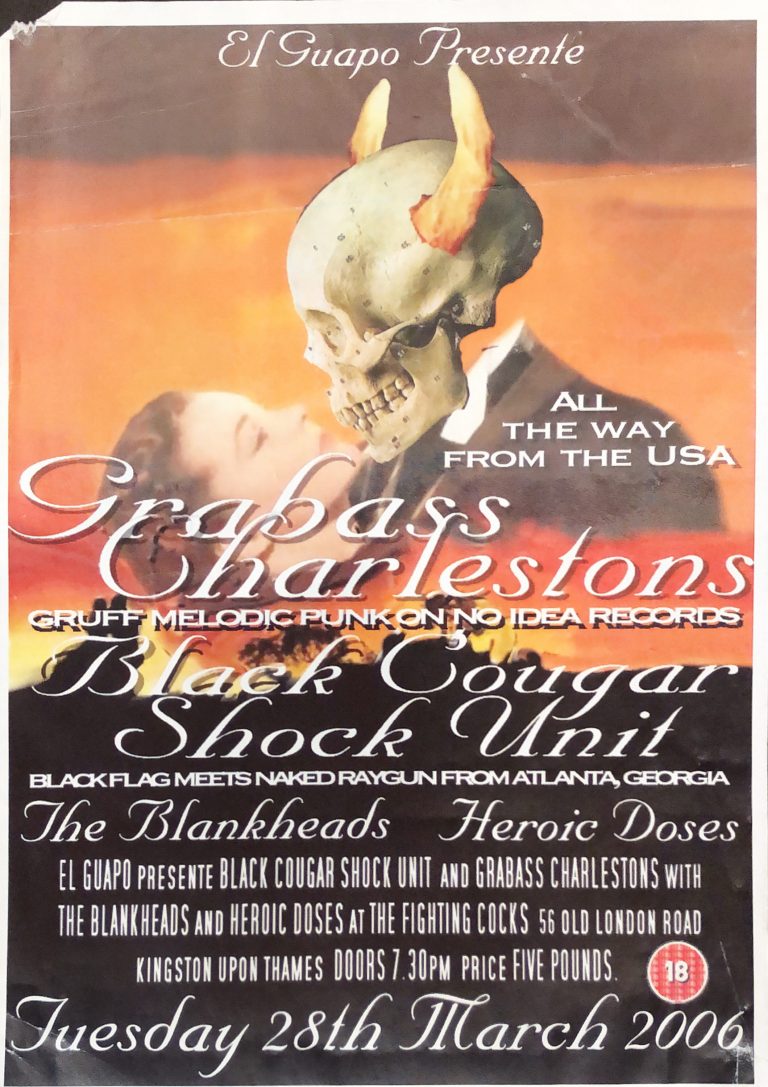 El Guapo Presente
ALL
THE WAY
FROM THE USA
Grabass
Charlestons
GRUFF MELODIC PUNK ON NO IDEA RECORDS
Black Cougar
Shock Unit
BLACK FLAG MEETS NAKED RAYGUN FROM ATLANTA, GEORGIA
The Blankheads Heroic Doses
EL GUAPO PRESENTE BLACK COUGAR SHOCK UNIT AND GRABASS CHARLESTONS WITH
THE BLANKHEADS AND HEROIC DOSES AT THE FIGHTING COCKS 56 OLD LONDON ROAD
KINGSTON UPON THAMES DOORS 7.30PM PRICE FIVE POUNDS.
18
Tuesday 28th March 2006